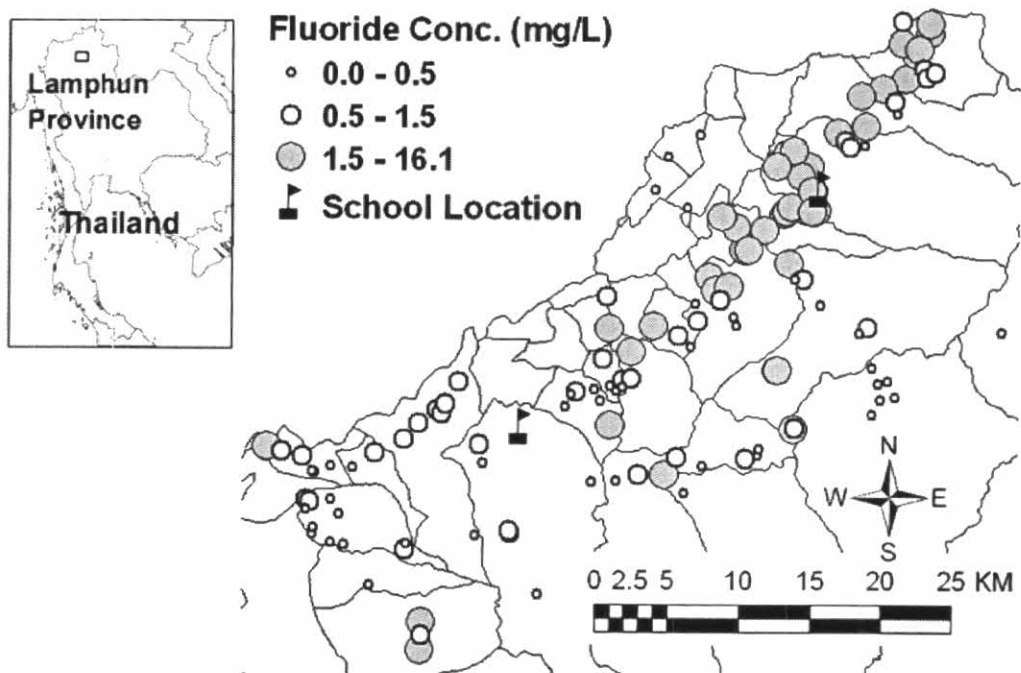 Lamphun
Province
Thailand
Fluoride Conc. (mg/L)
0.0 - 0.5
0.5 - 1.5
1.5 - 16.1
School Location
N
W E
S
0 2.5 5 10 15 20 25 KM